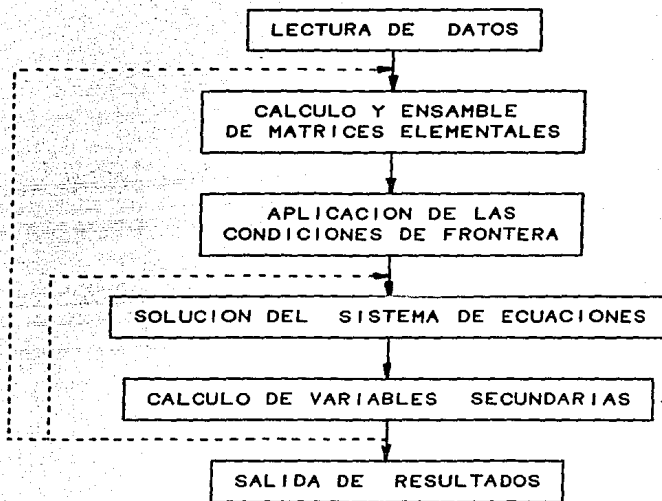 LECTURA DE DATOS
CALCULO Y ENSAMBLE
DE MATRICES ELEMENTALES
APLICACION DE LAS
CONDICIONES DE FRONTERA
SOLUCION DEL SISTEMA DE ECUACIONES
CALCULO DE VARIABLES SECUNDARIAS
SALIDA DE RESULTADOS